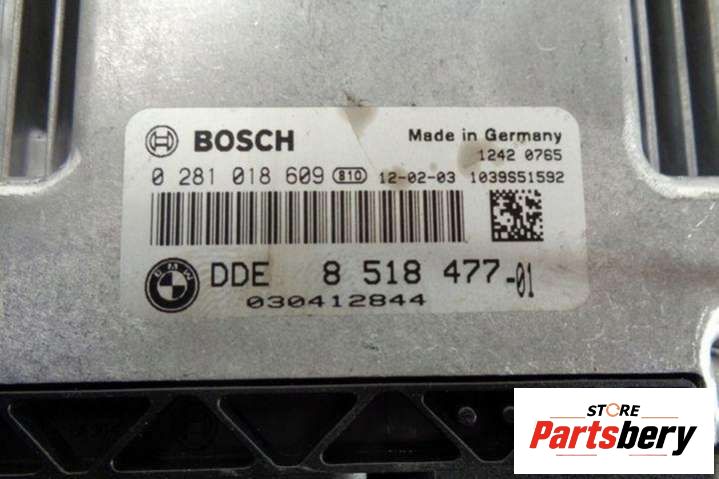 BOSCH Made in Germany
1242 0765
0 281 018 609 810 12-02-03 1039S51592
BMW DDE 8 518 477-01
030412844
STORE
Partsbery